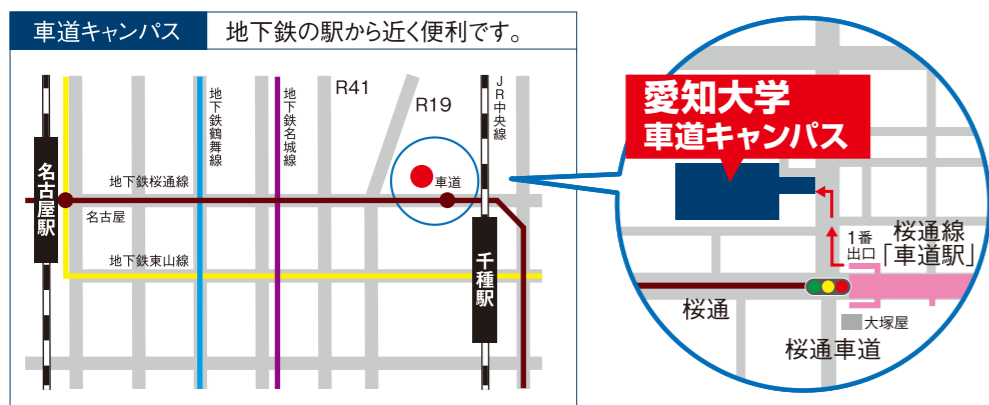 車道キャンパス
地下鉄の駅から近く便利です。
名古屋駅
地下鉄鶴舞線
地下鉄名城線
R41
R19
JR中央線
地下鉄桜通線
車道
名古屋
地下鉄東山線
千種駅
愛知大学
車道キャンパス
1番
出口
桜通線
「車道駅」
桜通
大塚屋
桜通車道